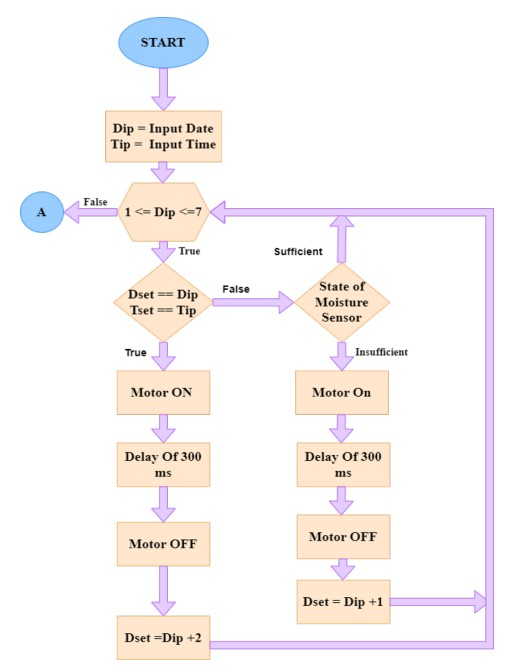 START
Dip = Input Date
Tip = Input Time
False
A
1 <= Dip <=7
True
Sufficient
Dset == Dip
Tset == Tip
False
State of
Moisture
Sensor
True
Insufficient
Motor ON
Motor On
Delay Of 300
ms
Delay Of 300
ms
Motor OFF
Motor OFF
Dset = Dip +1
Dset =Dip +2